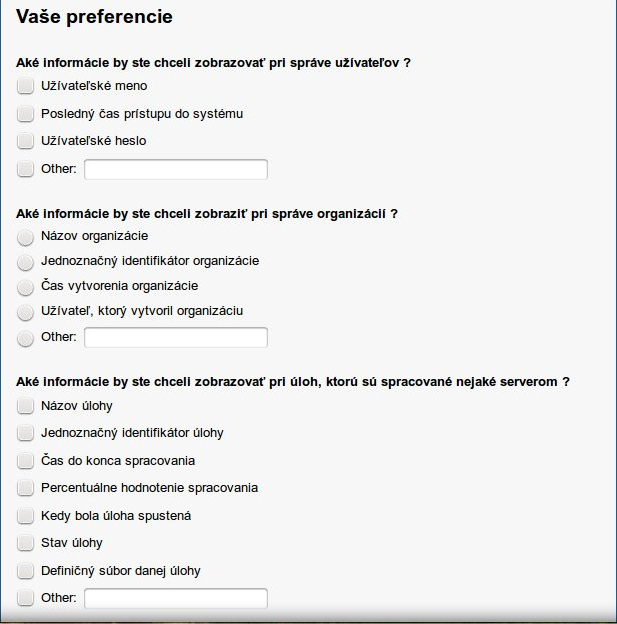 Vaše preferencie
Aké informácie by ste chceli zobrazovať pri správe užívateľov ?
Užívateľské meno
Posledný čas prístupu do systému
Užívateľské heslo
Other:
Aké informácie by ste chceli zobraziť pri správe organizácií ?
Názov organizácie
Jednoznačný identifikátor organizácie
Čas vytvorenia organizácie
Užívateľ, ktorý vytvoril organizáciu
Other:
Aké informácie by ste chceli zobrazovať pri úloh, ktorú sú spracované nejaké serverom ?
Názov úlohy
Jednoznačný identifikátor úlohy
Čas do konca spracovania
Percentuálne hodnotenie spracovania
Kedy bola úloha spustená
Stav úlohy
Definičný súbor danej úlohy
Other: